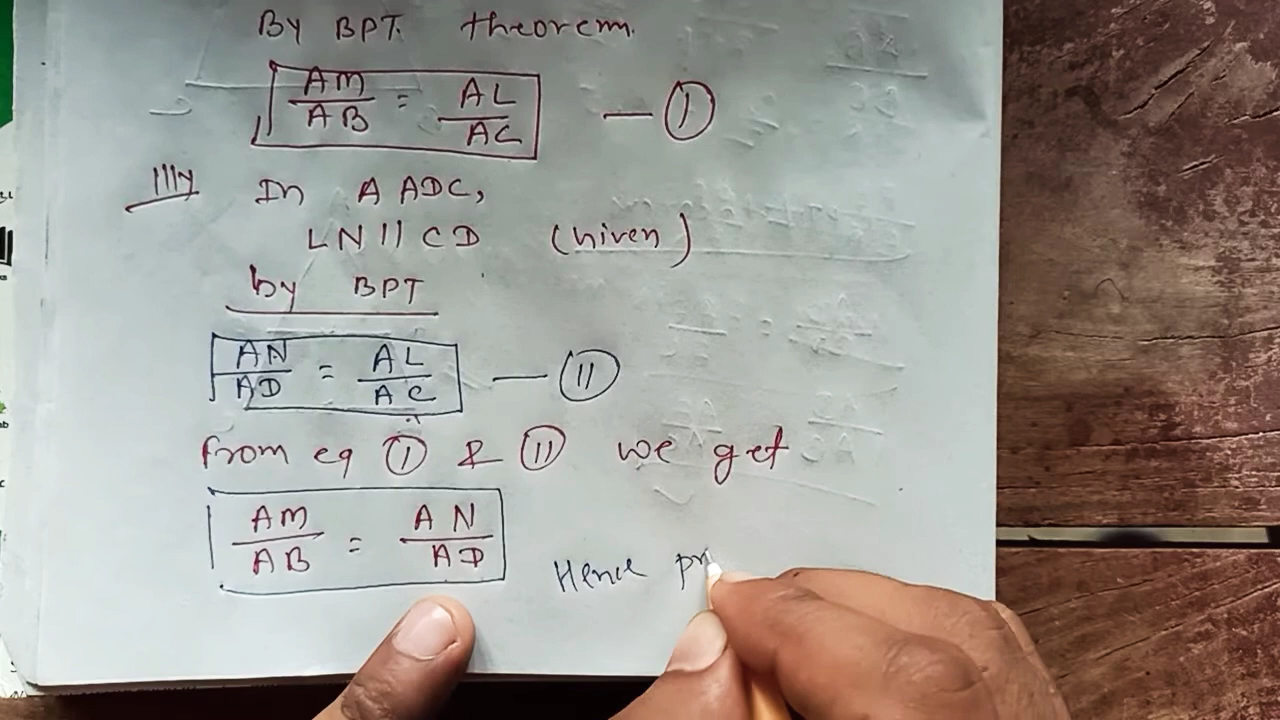 By BPT. theorem.
AM/AB = AL/AC — I
|||ly In Δ ADC,
LN || CD (Given)
by BPT
AN/AD = AL/AC — II
from eq I & II we get
AM/AB = AN/AD
Hence pr